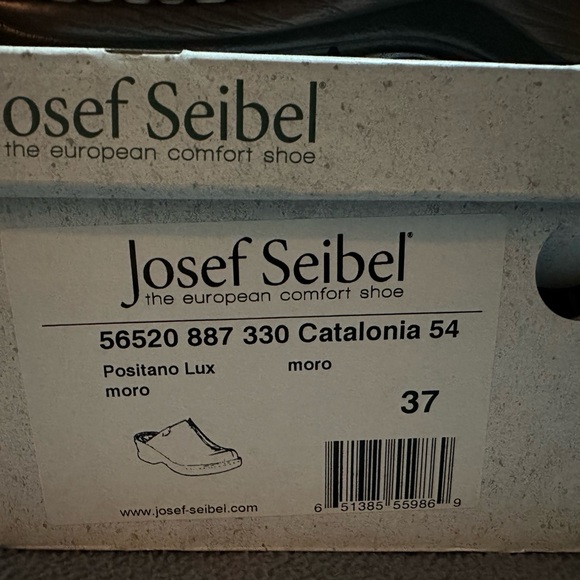 osef Seibel
the european comfort shoe
Josef Seibel®
the european comfort shoe
56520 887 330 Catalonia 54
Positano Lux moro
moro
37
www.josef-seibel.com
6 51385 55986 9